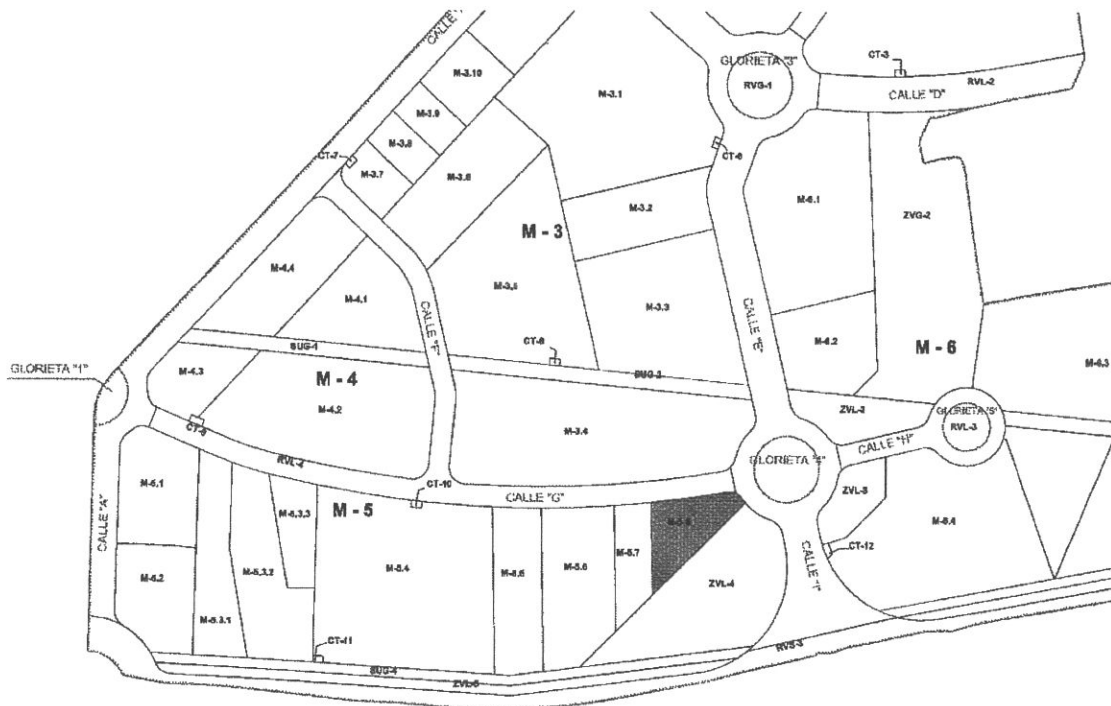 CALLE
CT-3
GLORIETA "3"
M-3.10
RVL-2
RVG-1
CALLE "D"
M-3.1
M-3.9
M-3.8
CT-7
M-3.7
CT-6
M-3.6
M-3.2
M-6.1
ZVG-2
M - 3
M-4.4
M-3.5
M-4.1
M-3.3
CALLE "F"
CALLE "E"
CT-8
SUG-1
M-6.2
M - 6
M-6.3
GLORIETA "1"
M-4.3
M - 4
SUG-2
M-4.2
ZVL-3
GLORIETA "5"
RVL-3
M-3.4
CALLE "H"
RVL-2
GLORIETA "4"
CALLE "A"
M-5.1
CT-10
CALLE "G"
ZVL-5
M-5.3.3
M - 5
M-6.4
CT-12
M-5.2
M-5.3.2
M-5.4
M-5.5
M-5.6
M-5.7
ZVL-4
CALLE "I"
M-5.3.1
CT-11
SUG-4